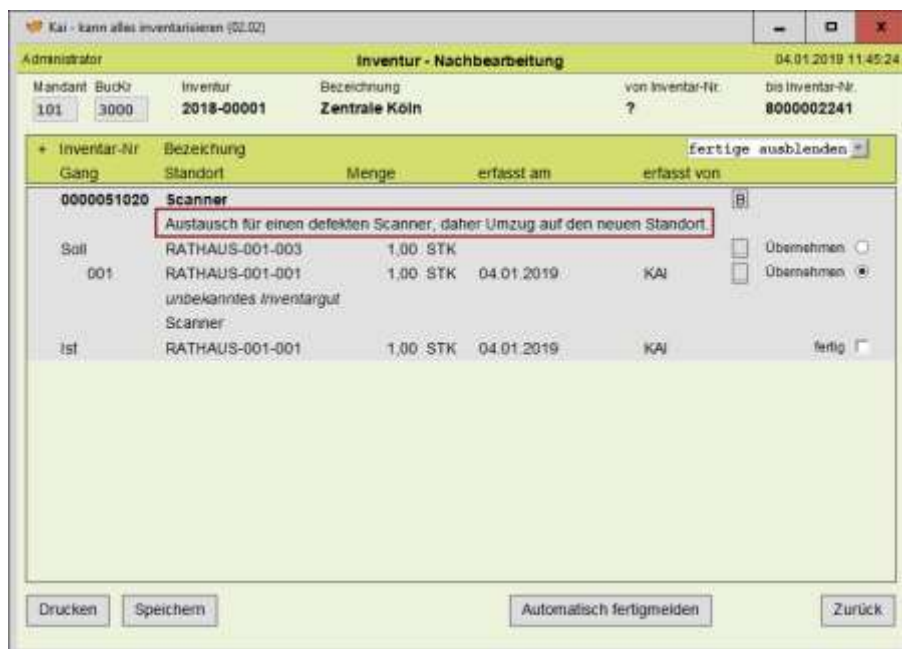 Kai - kann alles inventarisieren (02.02)
Administrator Inventur - Nachbearbeitung 04.01.2019 11:45:24
Mandant BucKr Inventur Bezeichnung von Inventar-Nr. bis Inventar-Nr.
101 3000 2018-00001 Zentrale Köln ? 8000002241
+ Inventar-Nr Bezeichung fertige ausblenden
Gang Standort Menge erfasst am erfasst von
0000051020 Scanner B
Austausch für einen defekten Scanner, daher Umzug auf den neuen Standort.
Soll RATHAUS-001-003 1,00 STK Übernehmen
001 RATHAUS-001-001 1,00 STK 04.01.2019 KAI Übernehmen
unbekanntes Inventargut
Scanner
Ist RATHAUS-001-001 1,00 STK 04.01.2019 KAI fertig
Drucken Speichern Automatisch fertigmelden Zurück